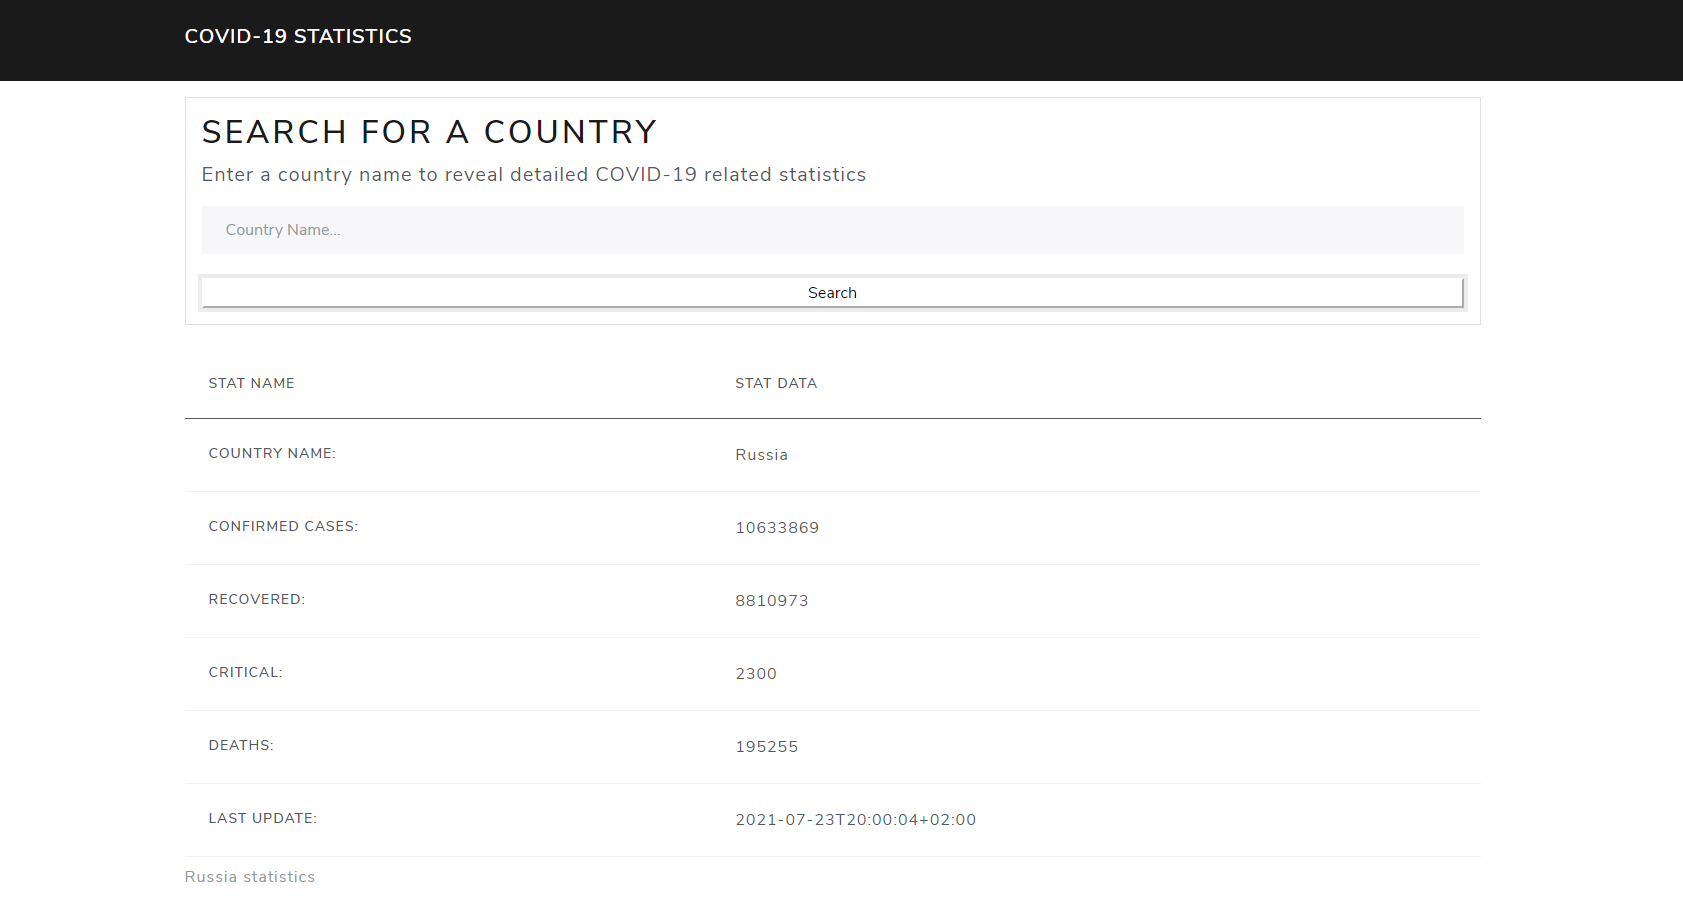 COVID-19 STATISTICS
SEARCH FOR A COUNTRY
Enter a country name to reveal detailed COVID-19 related statistics
Country Name...
Search
STAT NAME STAT DATA
COUNTRY NAME: Russia
CONFIRMED CASES: 10633869
RECOVERED: 8810973
CRITICAL: 2300
DEATHS: 195255
LAST UPDATE: 2021-07-23T20:00:04+02:00
Russia statistics